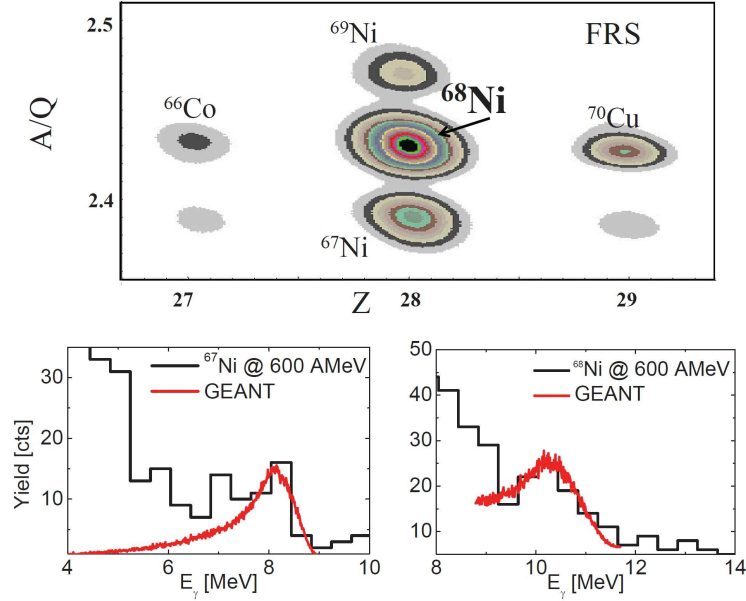 2.5
69Ni
FRS
66Co
68Ni
70Cu
A/Q
2.4
67Ni
27
Z
28
29
30
20
10
Yield [cts]
67Ni @ 600 AMeV
GEANT
4
6
8
10
Eγ [MeV]
50
40
30
20
10
68Ni @ 600 AMeV
GEANT
8
10
12
14
Eγ [MeV]